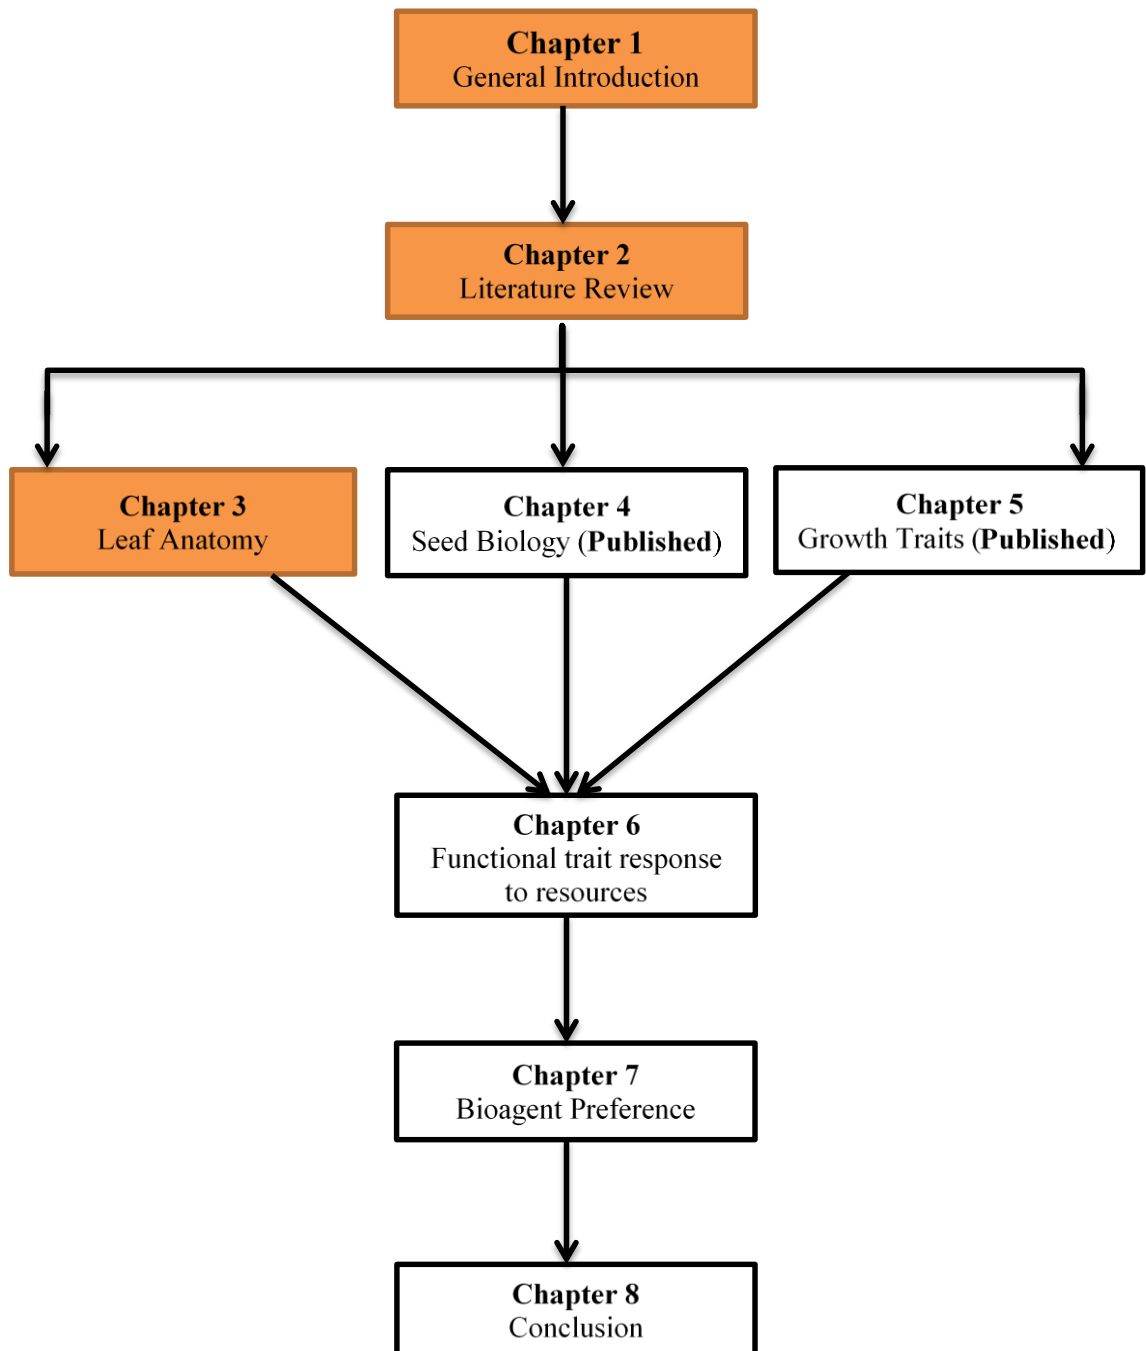 Chapter 1
General Introduction
Chapter 2
Literature Review
Chapter 3
Leaf Anatomy
Chapter 4
Seed Biology (Published)
Chapter 5
Growth Traits (Published)
Chapter 6
Functional trait response
to resources
Chapter 7
Bioagent Preference
Chapter 8
Conclusion